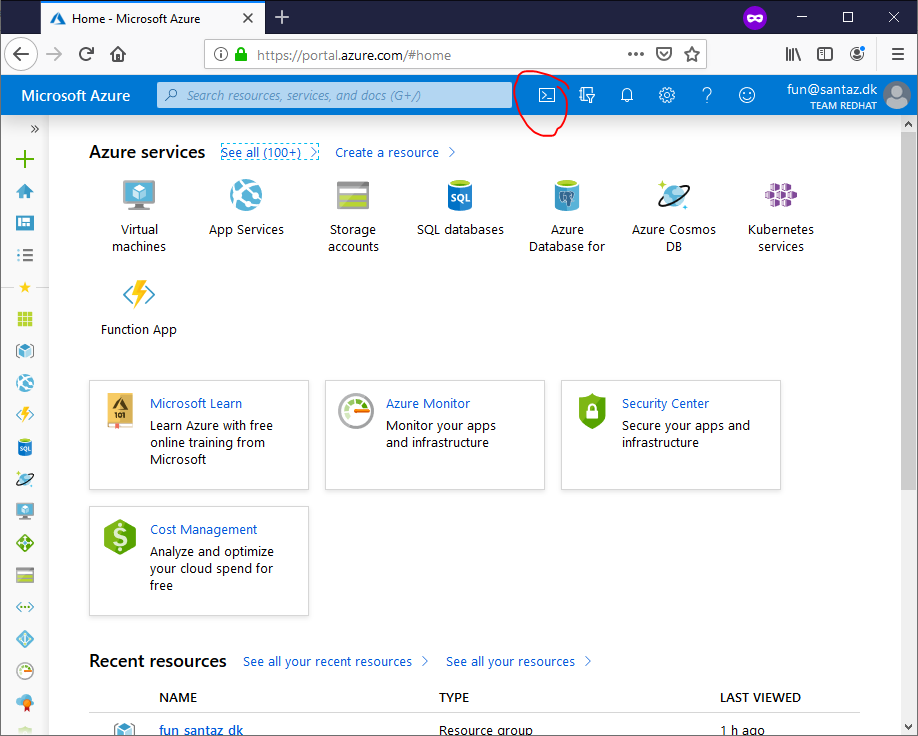 Home - Microsoft Azure
https://portal.azure.com/#home
Microsoft Azure
Search resources, services, and docs (G+/)
fun@santaz.dk
TEAM REDHAT
Azure services
See all (100+)
Create a resource
Virtual machines
App Services
Storage accounts
SQL databases
Azure Database for
Azure Cosmos DB
Kubernetes services
Function App
Microsoft Learn
Learn Azure with free
online training from
Microsoft
Azure Monitor
Monitor your apps
and infrastructure
Security Center
Secure your apps and
infrastructure
Cost Management
Analyze and optimize
your cloud spend for
free
Recent resources
See all your recent resources
See all your resources
NAME
TYPE
LAST VIEWED
fun_santaz_dk
Resource group
1 h ago